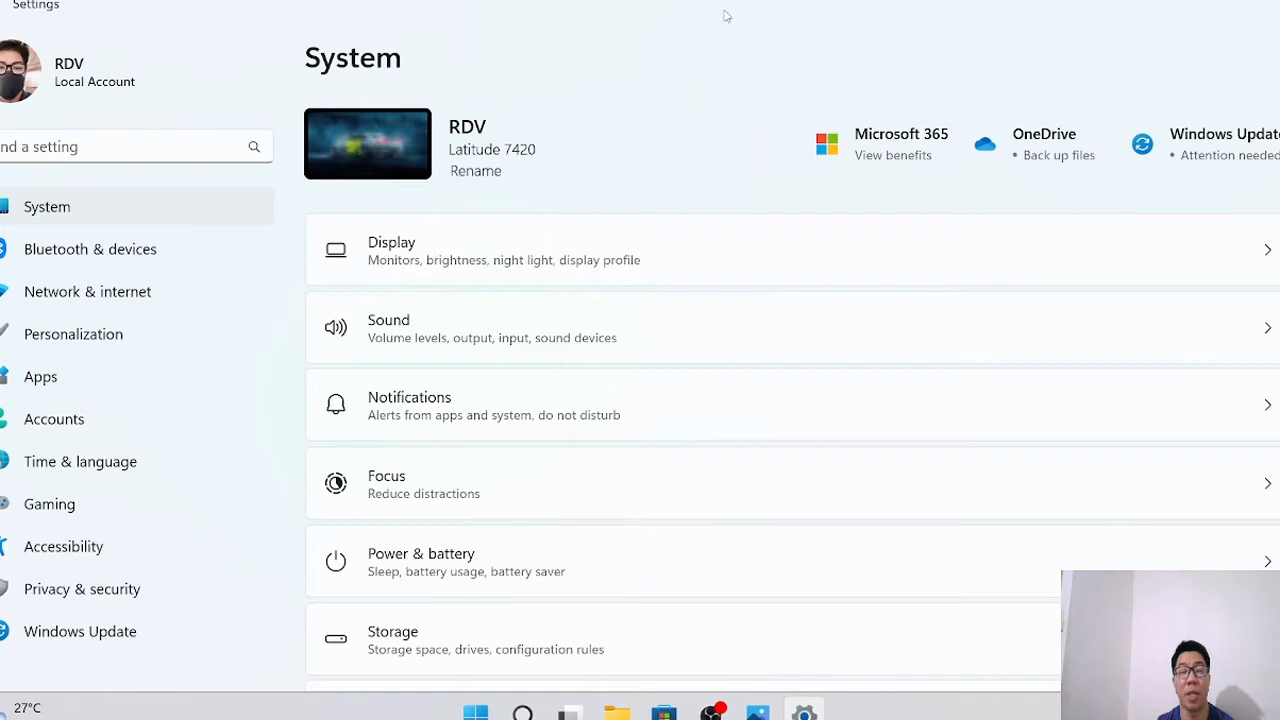 Settings
RDV
Local Account
nd a setting
System
Bluetooth & devices
Network & internet
Personalization
Apps
Accounts
Time & language
Gaming
Accessibility
Privacy & security
Windows Update
System
RDV
Latitude 7420
Rename
Microsoft 365
View benefits
OneDrive
• Back up files
Windows Update
• Attention needed
Display
Monitors, brightness, night light, display profile
Sound
Volume levels, output, input, sound devices
Notifications
Alerts from apps and system, do not disturb
Focus
Reduce distractions
Power & battery
Sleep, battery usage, battery saver
Storage
Storage space, drives, configuration rules
27°C